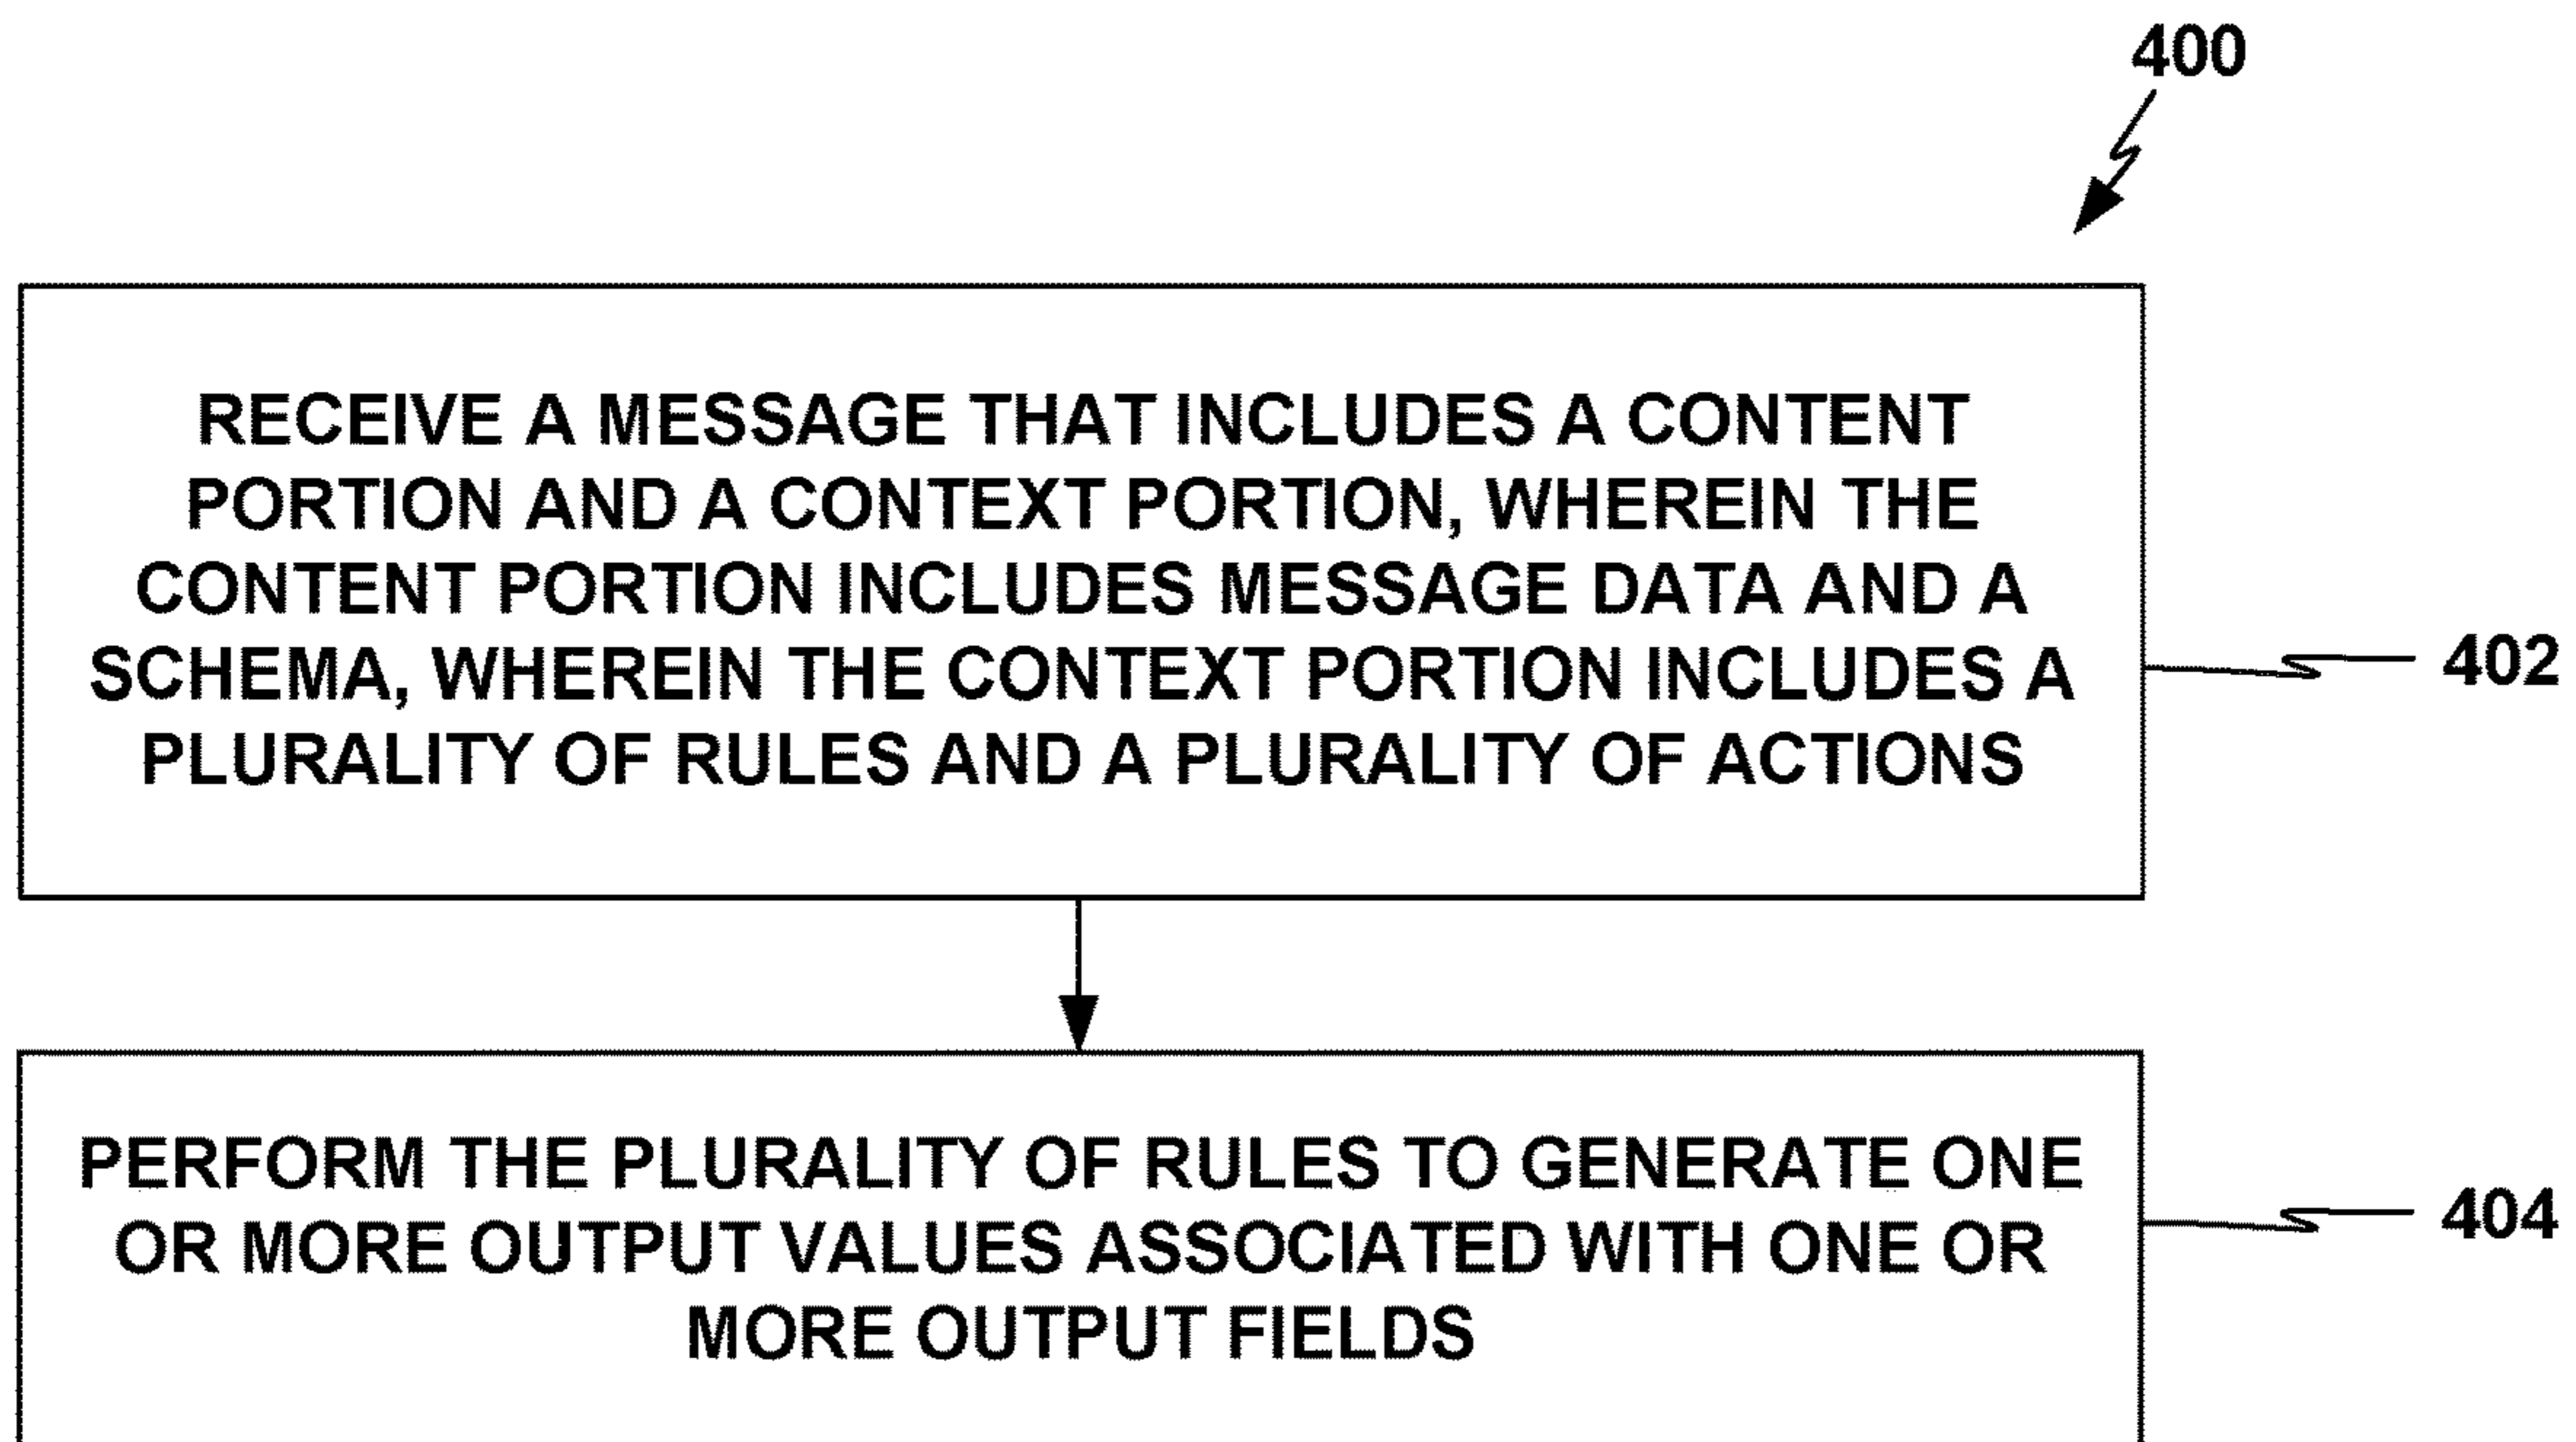 400
RECEIVE A MESSAGE THAT INCLUDES A CONTENT
PORTION AND A CONTEXT PORTION, WHEREIN THE
CONTENT PORTION INCLUDES MESSAGE DATA AND A
SCHEMA, WHEREIN THE CONTEXT PORTION INCLUDES A
PLURALITY OF RULES AND A PLURALITY OF ACTIONS
402
PERFORM THE PLURALITY OF RULES TO GENERATE ONE
OR MORE OUTPUT VALUES ASSOCIATED WITH ONE OR
MORE OUTPUT FIELDS
404